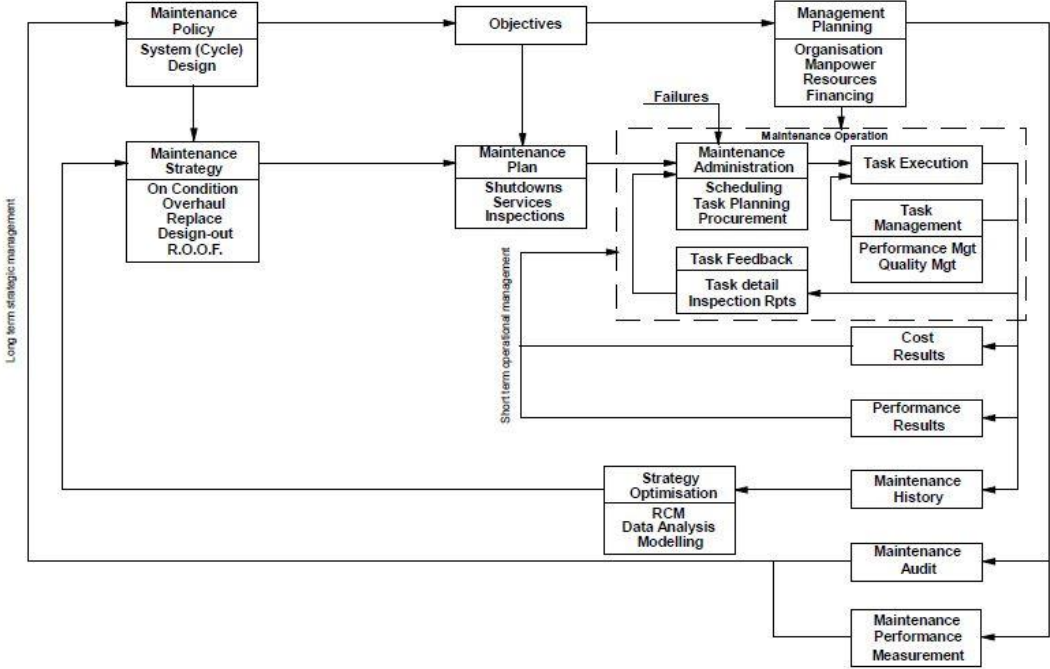 Maintenance
Policy
System (Cycle)
Design
Objectives
Management
Planning
Organisation
Manpower
Resources
Financing
Failures
Maintenance Operation
Maintenance
Strategy
On Condition
Overhaul
Replace
Design-out
R.O.O.F.
Maintenance
Plan
Shutdowns
Services
Inspections
Maintenance
Administration
Scheduling
Task Planning
Procurement
Task Execution
Task
Management
Performance Mgt
Quality Mgt
Task Feedback
Task detail
Inspection Rpts
Long term strategic management
Short term operational management
Cost
Results
Performance
Results
Strategy
Optimisation
RCM
Data Analysis
Modelling
Maintenance
History
Maintenance
Audit
Maintenance
Performance
Measurement